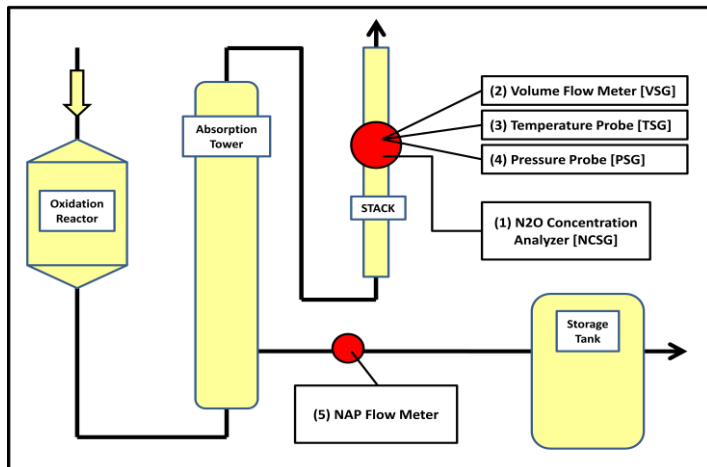 (2) Volume Flow Meter [VSG]
(3) Temperature Probe [TSG]
(4) Pressure Probe [PSG]
Absorption
Tower
Oxidation
Reactor
STACK
(1) N2O Concentration
Analyzer [NCSG]
Storage
Tank
(5) NAP Flow Meter